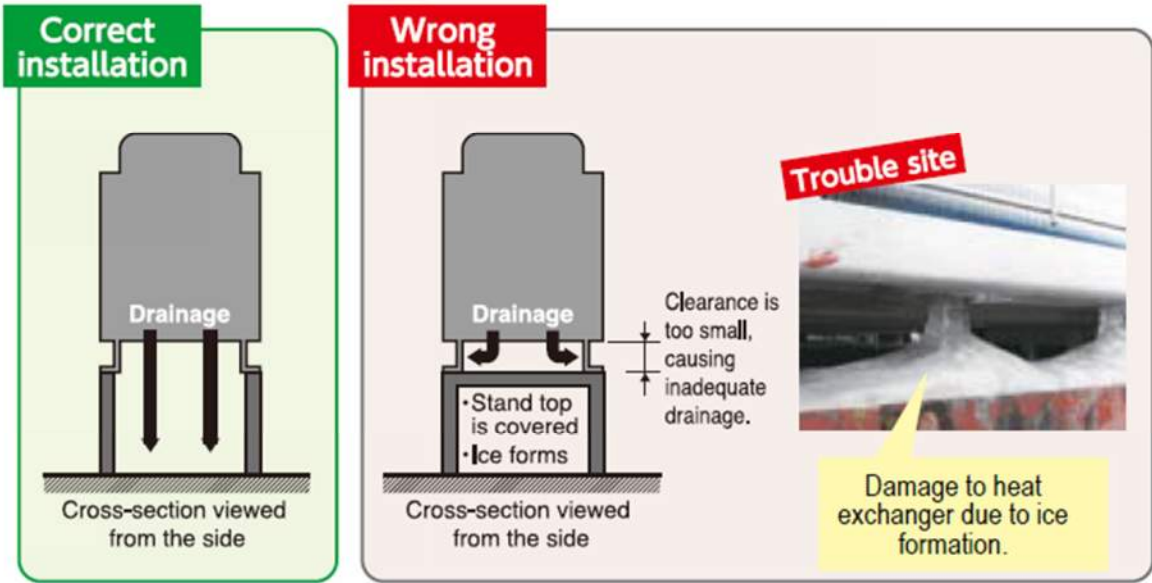 Correct
installation
Drainage
Cross-section viewed
from the side
Wrong
installation
Drainage
・Stand top
is covered
・Ice forms
Cross-section viewed
from the side
Clearance is
too small,
causing
inadequate
drainage.
Trouble site
Damage to heat
exchanger due to ice
formation.